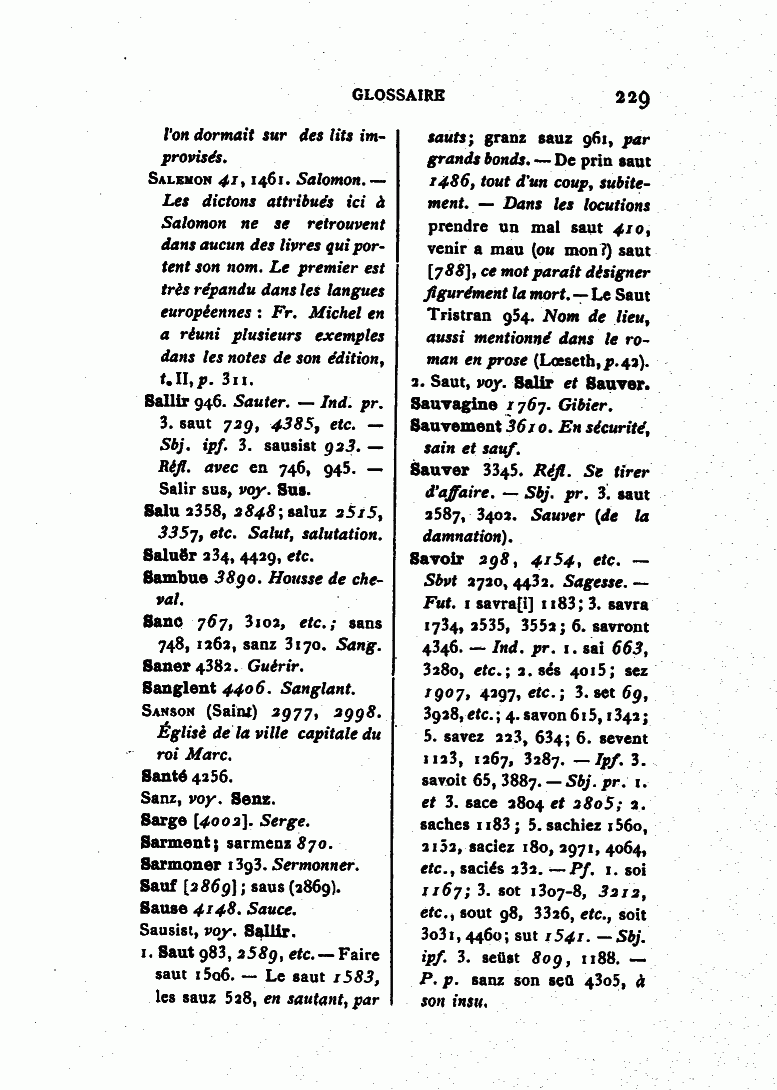 GLOSSAIRE
229
l'on dormait sur des lits im-
provisés.
SALEMON 41, 1461. Salomon. —
Les dictons attribués ici à
Salomon ne se retrouvent
dans aucun des livres qui por-
tent son nom. Le premier est
très répandu dans les langues
européennes : Fr. Michel en
a réuni plusieurs exemples
dans les notes de son édition,
t. II, p. 311.
Sallir 946. Sauter. — Ind. pr.
3. saut 729, 4385, etc. —
Sbj. ipf. 3. sausist 923. —
Réfl. avec en 746, 945. —
Salir sus, voy. Sus.
Salu 2358, 2848; saluz 2515,
3357, etc. Salut, salutation.
Saluër 234, 4429, etc.
Sambue 3890. Housse de che-
val.
Sanc 767, 3102, etc.; sans
748, 1262, sanz 3170. Sang.
Saner 4382. Guérir.
Sanglent 4406. Sanglant.
SANSON (Saint) 2977, 2998.
Église de la ville capitale du
roi Marc.
Santé 4256.
Sanz, voy. Senz.
Sarge [4002]. Serge.
Sarment; sarmenz 870.
Sarmoner 1393. Sermonner.
Sauf [2869]; saus (2869).
Sause 4148. Sauce.
Sausist, voy. Sallir.
1. Saut 983, 2589, etc. — Faire
saut 1506. — Le saut 1583,
les sauz 528, en sautant, par
sauts; granz sauz 961, par
grands bonds. — De prin saut
1486, tout d'un coup, subite-
ment. — Dans les locutions
prendre un mal saut 410,
venir a mau (ou mon?) saut
[788], ce mot paraît désigner
figurément la mort. — Le Saut
Tristran 954. Nom de lieu,
aussi mentionné dans le ro-
man en prose (Lœseth, p. 42).
2. Saut, voy. Salir et Sauver.
Sauvagine 1767. Gibier.
Sauvement 3610. En sécurité,
sain et sauf.
Sauver 3345. Réfl. Se tirer
d'affaire. — Sbj. pr. 3. saut
2587, 3402. Sauver (de la
damnation).
Savoir 298, 4154, etc. —
Sbvt 2720, 4432. Sagesse. —
Fut. 1 savra[i] 1183; 3. savra
1734, 2535, 3552; 6. savront
4346. — Ind. pr. 1. sai 663,
3280, etc.; 2. sés 4015; sez
1907, 4297, etc.; 3. set 69,
3928, etc.; 4. savon 615, 1342;
5. savez 223, 634; 6. sevent
1123, 1267, 3287. — Ipf. 3.
savoit 65, 3887. — Sbj. pr. 1.
et 3. sace 2804 et 2805; 2.
saches 1183; 5. sachiez 1560,
2152, saciez 180, 2971, 4064,
etc., saciés 232. — Pf. 1. soi
1167; 3. sot 1307-8, 3212,
etc., sout 98, 3326, etc., soit
3031, 4460; sut 1541. — Sbj.
ipf. 3. seüst 809, 1188. —
P. p. sanz son seü 4305, à
son insu.